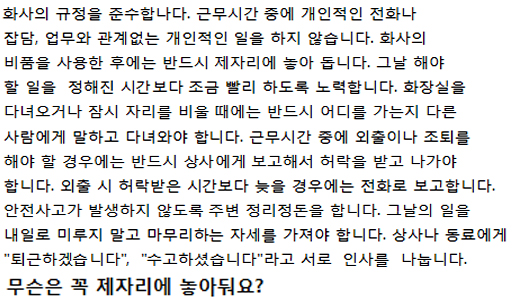 회사의 규정을 준수합나다. 근무시간 중에 개인적인 전화나
잡담, 업무와 관계없는 개인적인 일을 하지 않습니다. 회사의
비품을 사용한 후에는 반드시 제자리에 놓아 둡니다. 그날 해야
할 일을 정해진 시간보다 조금 빨리 하도록 노력합니다. 화장실을
다녀오거나 잠시 자리를 비울 때에는 반드시 어디를 가는지 다른
사람에게 말하고 다녀와야 합니다. 근무시간 중에 외출이나 조퇴를
해야 할 경우에는 반드시 상사에게 보고해서 허락을 받고 나가야
합니다. 외출 시 허락받은 시간보다 늦을 경우에는 전화로 보고합니다.
안전사고가 발생하지 않도록 주변 정리정돈을 합니다. 그날의 일을
내일로 미루지 말고 마무리하는 자세를 가져야 합니다. 상사나 동료에게
"퇴근하겠습니다", "수고하셨습니다"라고 서로 인사를 나눕니다.
무슨은 꼭 제자리에 놓아둬요?